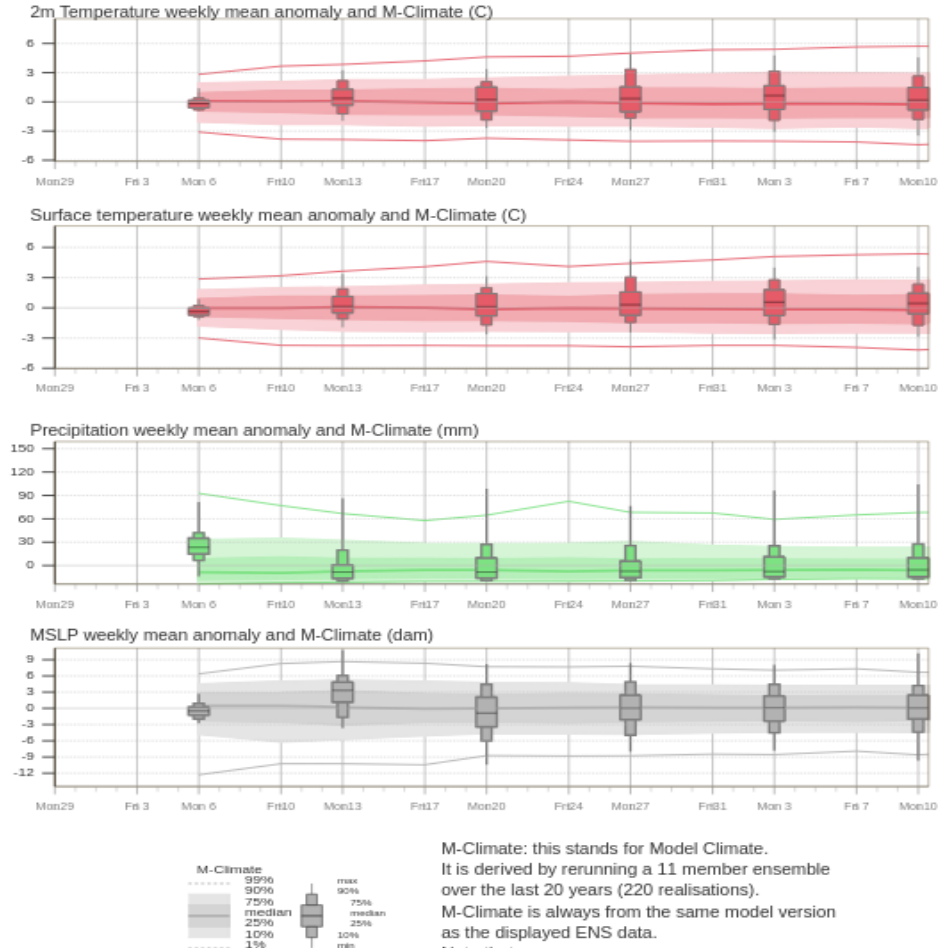 2m Temperature weekly mean anomaly and M-Climate (C)
6
3
0
-3
-6
Mon29 Fri 3 Mon 6 Fri10 Mon13 Fri17 Mon20 Fri24 Mon27 Fri31 Mon 3 Fri 7 Mon10
Surface temperature weekly mean anomaly and M-Climate (C)
6
3
0
-3
-6
Mon29 Fri 3 Mon 6 Fri10 Mon13 Fri17 Mon20 Fri24 Mon27 Fri31 Mon 3 Fri 7 Mon10
Precipitation weekly mean anomaly and M-Climate (mm)
150
120
90
60
30
0
Mon29 Fri 3 Mon 6 Fri10 Mon13 Fri17 Mon20 Fri24 Mon27 Fri31 Mon 3 Fri 7 Mon10
MSLP weekly mean anomaly and M-Climate (dam)
9
6
3
0
-3
-6
-9
-12
Mon29 Fri 3 Mon 6 Fri10 Mon13 Fri17 Mon20 Fri24 Mon27 Fri31 Mon 3 Fri 7 Mon10
M-Climate
99%
90%
75%
median
25%
10%
1%
max
90%
75%
median
25%
10%
min
M-Climate: this stands for Model Climate.
It is derived by rerunning a 11 member ensemble
over the last 20 years (220 realisations).
M-Climate is always from the same model version
as the displayed ENS data.